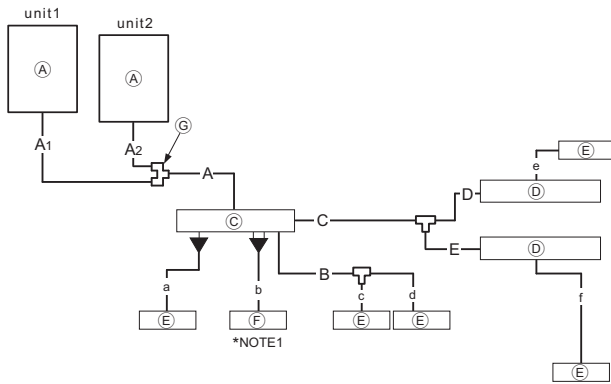 unit1
unit2
Ⓐ
Ⓐ
Ⓖ
A1
A2
A
Ⓔ
e
D
Ⓓ
Ⓒ
C
E
Ⓓ
B
a
b
c
d
f
Ⓔ
Ⓕ
Ⓔ
Ⓔ
*NOTE1
Ⓔ